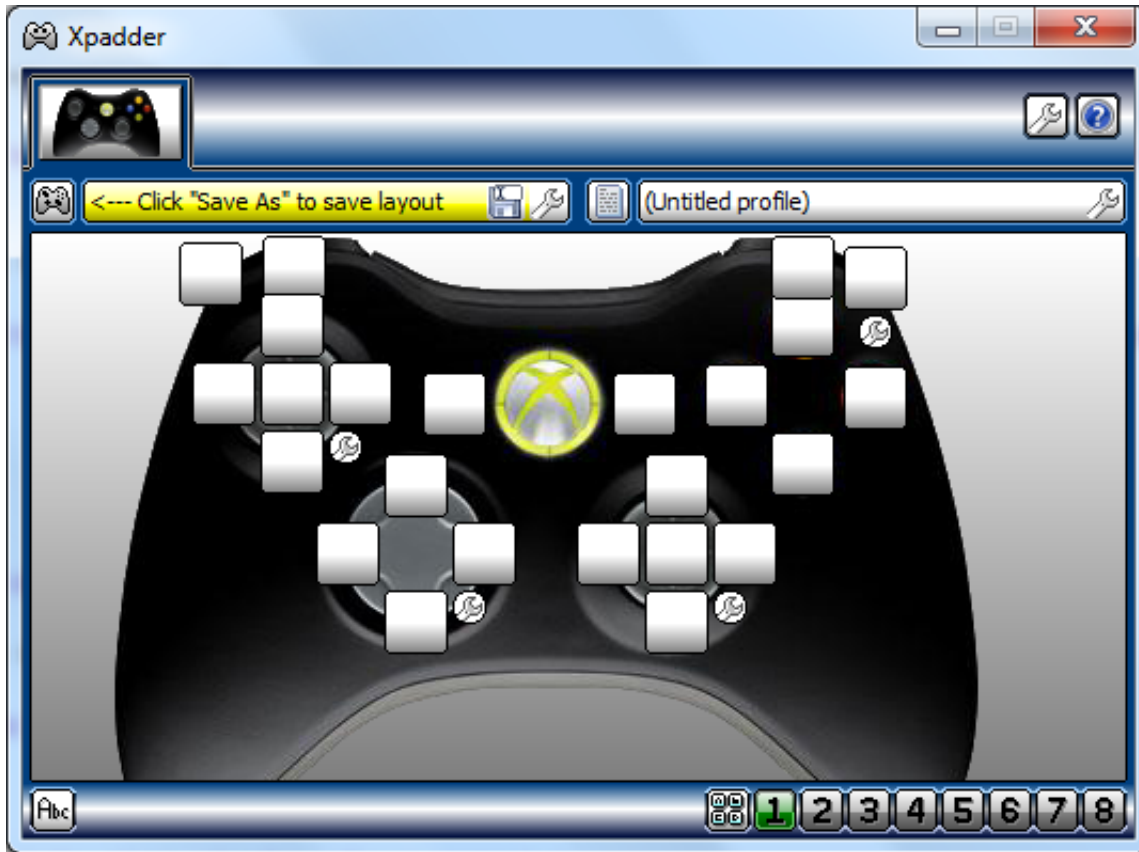 Xpadder
<--- Click "Save As" to save layout
(Untitled profile)
Abc
1 2 3 4 5 6 7 8